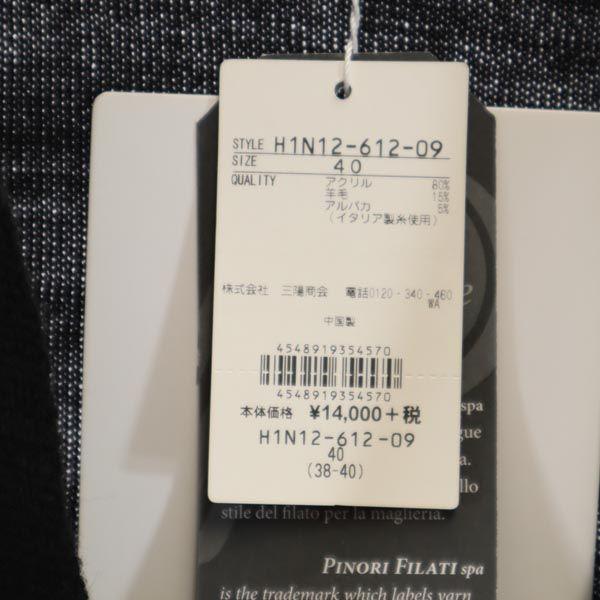 STYLE H1N12-612-09
SIZE 40
QUALITY アクリル 80%
羊毛 15%
アルパカ 5%
(イタリア製糸使用)
株式会社 三陽商会 電話0120-340-460
WA
中国製
4548919354570
4548919354570
本体価格 ¥14,000+税
H1N12-612-09
40
(38-40)
spa
gue
a.
llo
stile del filato per la maglieria.
PINORI FILATI spa
is the trademark which labels yarn